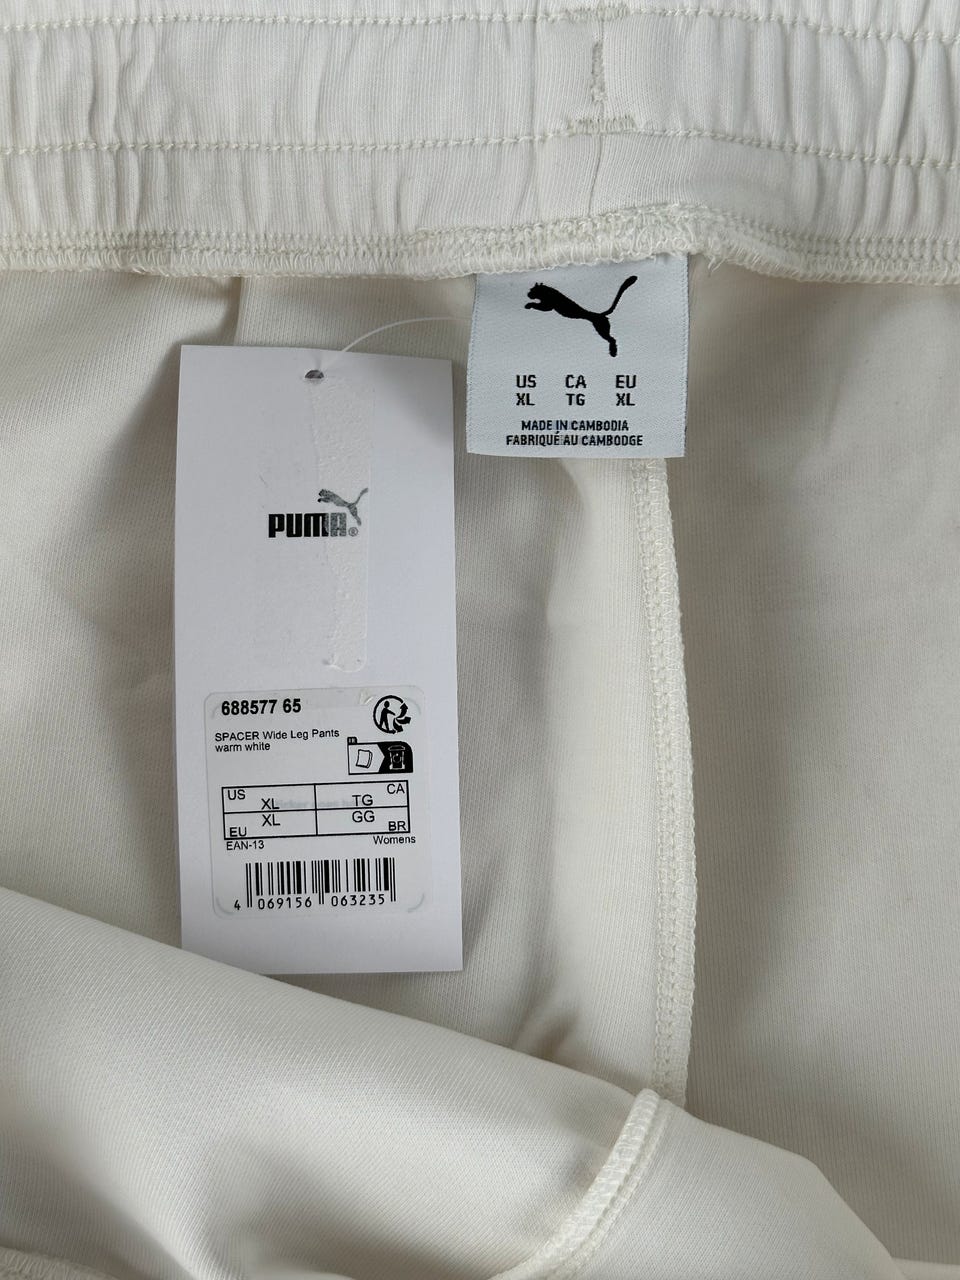 US CA EU
XL TG XL
MADE IN CAMBODIA
FABRIQUÉ AU CAMBODGE
PUMA®
688577 65
SPACER Wide Leg Pants
warm white
FR
US XL TG CA
EU XL GG BR
EAN-13 Womens
4 069156 063235